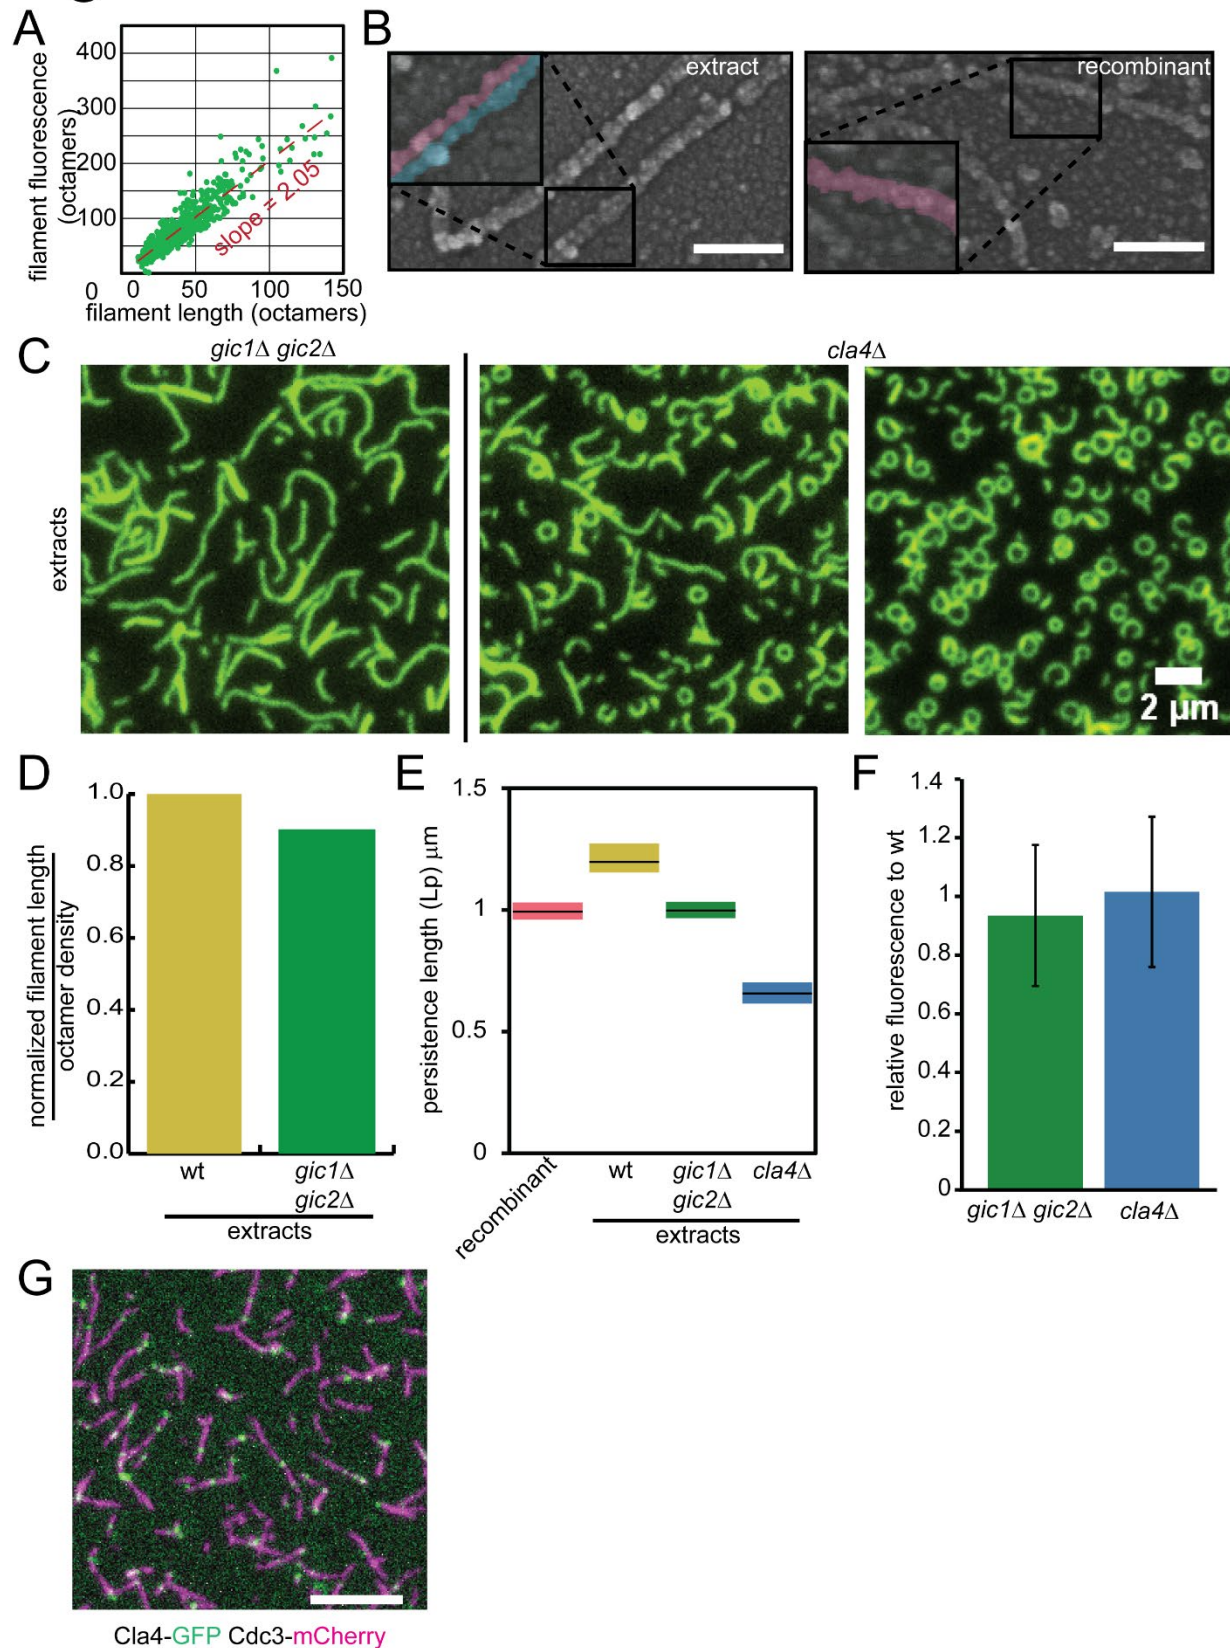 A
filament fluorescence
(octamers)
400
300
200
100
0
0 50 100 150
filament length (octamers)
slope = 2.05
B
extract
recombinant
C
gic1Δ gic2Δ
cla4Δ
extracts
2 μm
D
normalized filament length
octamer density
1.0
0.8
0.6
0.4
0.2
0.0
wt
gic1Δ
gic2Δ
extracts
E
persistence length (Lp) μm
1.5
1
0.5
0
recombinant
wt
gic1Δ
gic2Δ
cla4Δ
extracts
F
relative fluorescence to wt
1.4
1.2
1
0.8
0.6
0.4
0.2
0
gic1Δ gic2Δ
cla4Δ
G
Cla4-GFP Cdc3-mCherry